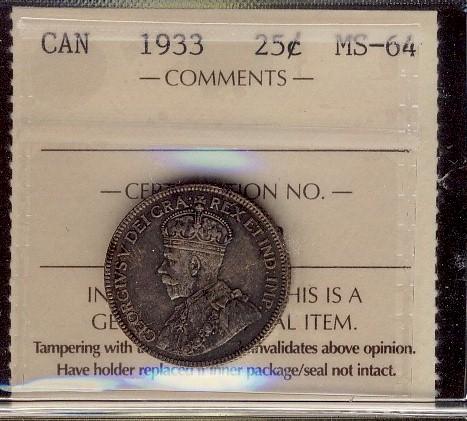 CAN 1933 25¢ MS-64
— COMMENTS —
— CER ION NO. —
GEORGIVS V DEI GRA: REX ET IND: IMP:
IN HIS IS A
GE AL ITEM.
Tampering with invalidates above opinion.
Have holder replaced if inner package/seal not intact.